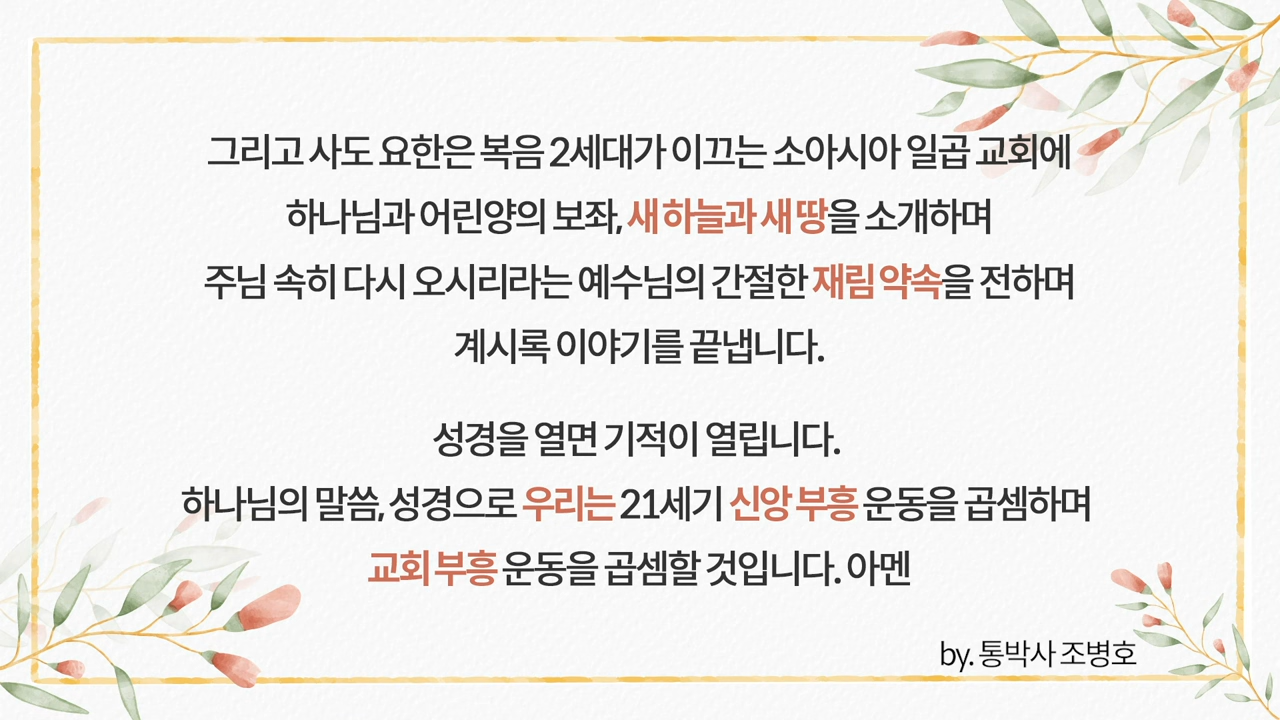 그리고 사도 요한은 복음 2세대가 이끄는 소아시아 일곱 교회에
하나님과 어린양의 보좌, 새 하늘과 새 땅을 소개하며
주님 속히 다시 오시리라는 예수님의 간절한 재림 약속을 전하며
계시록 이야기를 끝냅니다.
성경을 열면 기적이 열립니다.
하나님의 말씀, 성경으로 우리는 21세기 신앙 부흥 운동을 곱셈하며
교회 부흥 운동을 곱셈할 것입니다. 아멘
by. 통박사 조병호